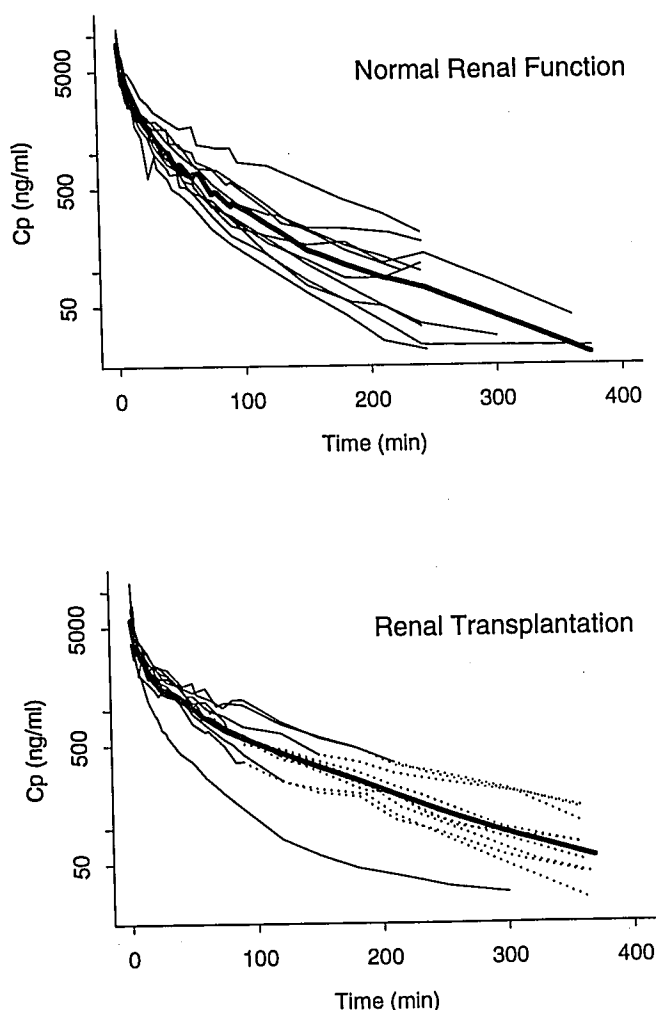 Normal Renal Function
Cp (ng/ml)
5000
500
50
0 100 200 300 400
Time (min)
Renal Transplantation
Cp (ng/ml)
5000
500
50
0 100 200 300 400
Time (min)